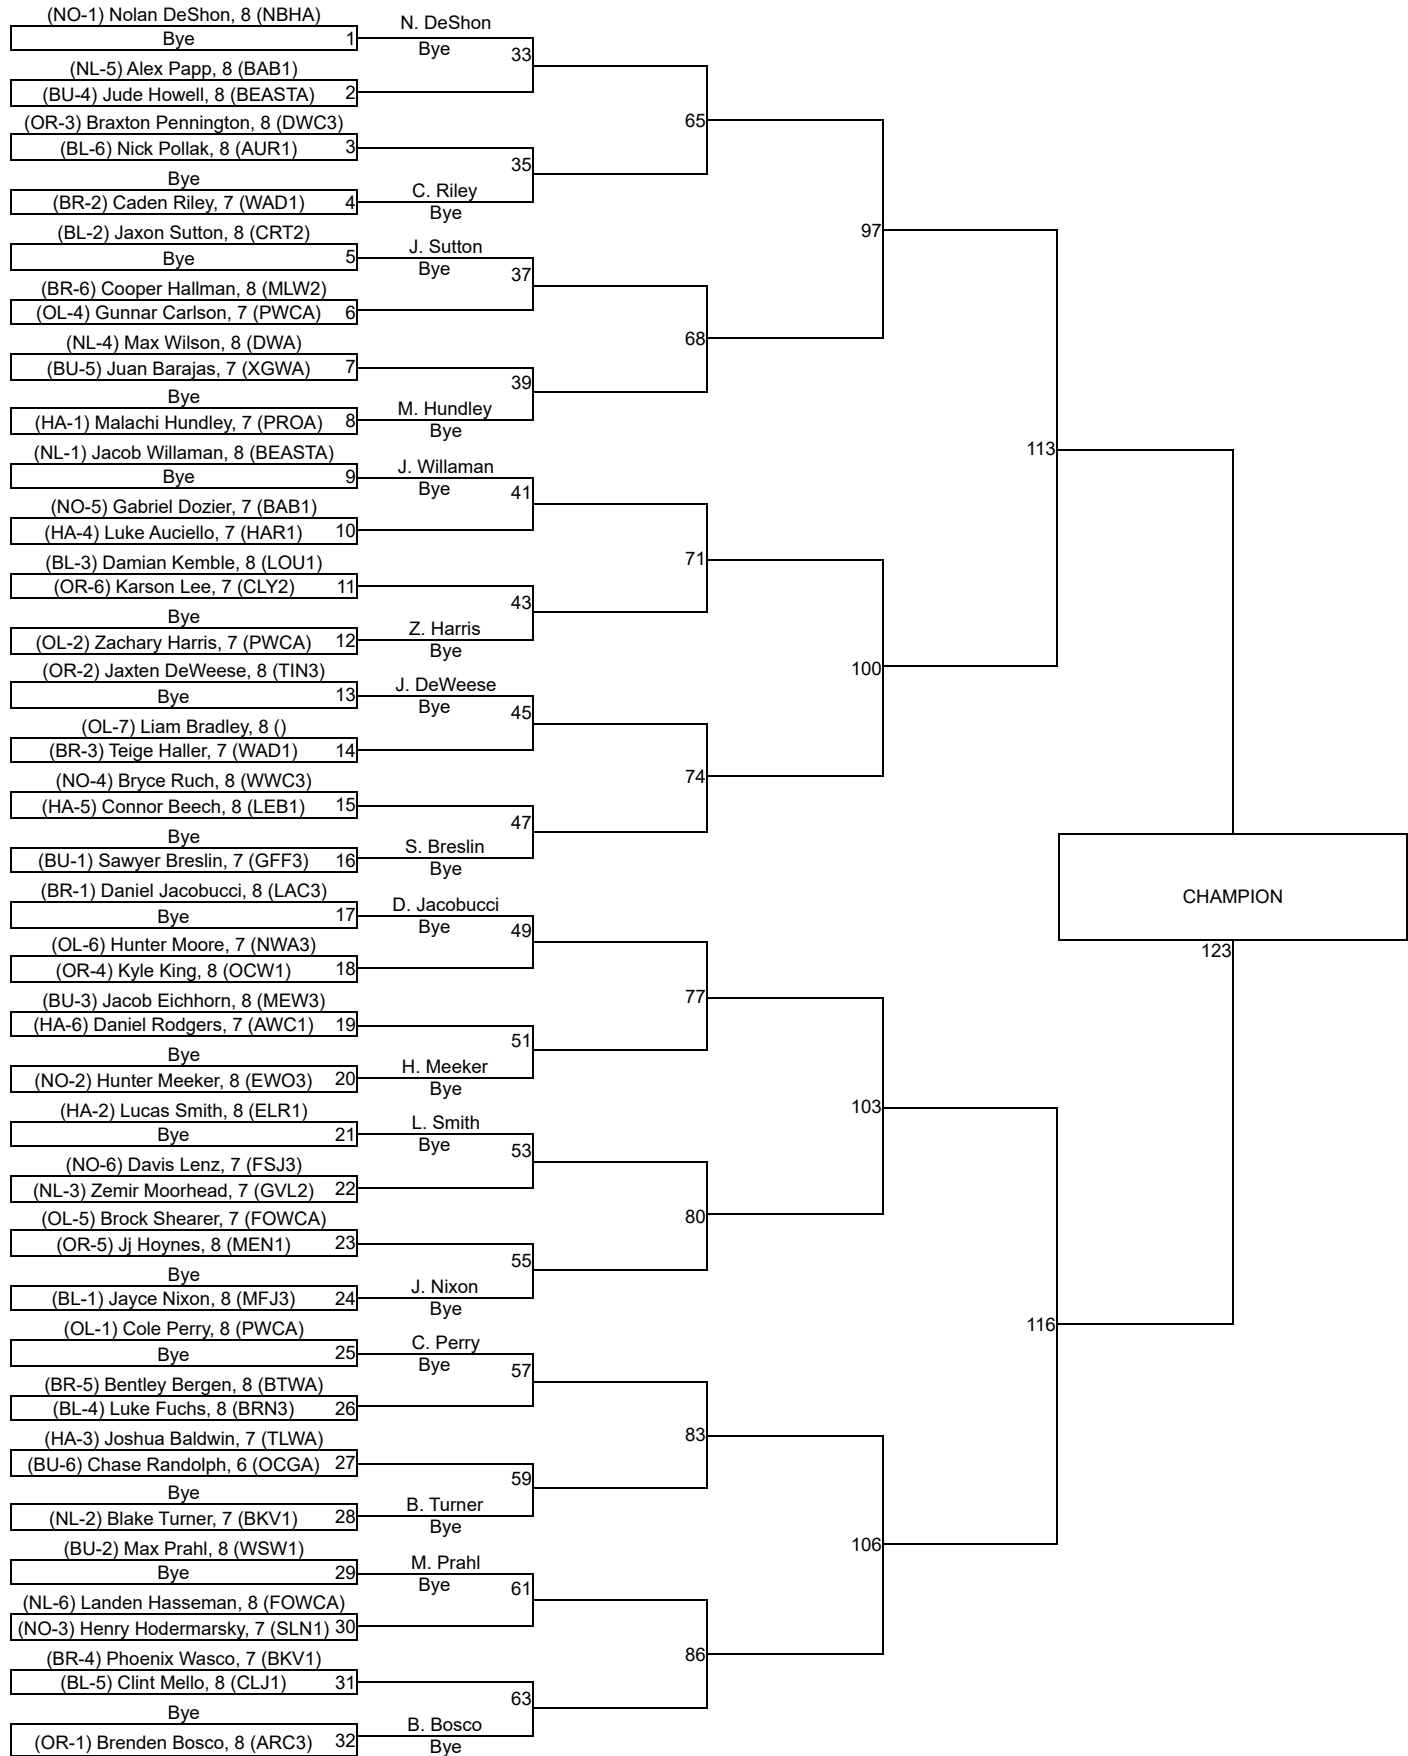 (NO-1) Nolan DeShon, 8 (NBHA)
Bye 1
N. DeShon
Bye 33
(NL-5) Alex Papp, 8 (BAB1)
(BU-4) Jude Howell, 8 (BEASTA) 2
65
(OR-3) Braxton Pennington, 8 (DWC3)
(BL-6) Nick Pollak, 8 (AUR1) 3
35
Bye
(BR-2) Caden Riley, 7 (WAD1) 4
C. Riley
Bye
97
(BL-2) Jaxon Sutton, 8 (CRT2)
Bye 5
J. Sutton
Bye 37
(BR-6) Cooper Hallman, 8 (MLW2)
(OL-4) Gunnar Carlson, 7 (PWCA) 6
68
(NL-4) Max Wilson, 8 (DWA)
(BU-5) Juan Barajas, 7 (XGWA) 7
39
Bye
(HA-1) Malachi Hundley, 7 (PROA) 8
M. Hundley
Bye
113
(NL-1) Jacob Willaman, 8 (BEASTA)
Bye 9
J. Willaman
Bye 41
(NO-5) Gabriel Dozier, 7 (BAB1)
(HA-4) Luke Auciello, 7 (HAR1) 10
71
(BL-3) Damian Kemble, 8 (LOU1)
(OR-6) Karson Lee, 7 (CLY2) 11
43
Bye
(OL-2) Zachary Harris, 7 (PWCA) 12
Z. Harris
Bye
100
(OR-2) Jaxten DeWeese, 8 (TIN3)
Bye 13
J. DeWeese
Bye 45
(OL-7) Liam Bradley, 8 ()
(BR-3) Teige Haller, 7 (WAD1) 14
74
(NO-4) Bryce Ruch, 8 (WWC3)
(HA-5) Connor Beech, 8 (LEB1) 15
47
Bye
(BU-1) Sawyer Breslin, 7 (GFF3) 16
S. Breslin
Bye
CHAMPION
123
(BR-1) Daniel Jacobucci, 8 (LAC3)
Bye 17
D. Jacobucci
Bye 49
(OL-6) Hunter Moore, 7 (NWA3)
(OR-4) Kyle King, 8 (OCW1) 18
77
(BU-3) Jacob Eichhorn, 8 (MEW3)
(HA-6) Daniel Rodgers, 7 (AWC1) 19
51
Bye
(NO-2) Hunter Meeker, 8 (EWO3) 20
H. Meeker
Bye
103
(HA-2) Lucas Smith, 8 (ELR1)
Bye 21
L. Smith
Bye 53
(NO-6) Davis Lenz, 7 (FSJ3)
(NL-3) Zemir Moorhead, 7 (GVL2) 22
80
(OL-5) Brock Shearer, 7 (FOWCA)
(OR-5) Jj Hoynes, 8 (MEN1) 23
55
Bye
(BL-1) Jayce Nixon, 8 (MFJ3) 24
J. Nixon
Bye
116
(OL-1) Cole Perry, 8 (PWCA)
Bye 25
C. Perry
Bye 57
(BR-5) Bentley Bergen, 8 (BTWA)
(BL-4) Luke Fuchs, 8 (BRN3) 26
83
(HA-3) Joshua Baldwin, 7 (TLWA)
(BU-6) Chase Randolph, 6 (OCGA) 27
59
Bye
(NL-2) Blake Turner, 7 (BKV1) 28
B. Turner
Bye
106
(BU-2) Max Prahl, 8 (WSW1)
Bye 29
M. Prahl
Bye 61
(NL-6) Landen Hasseman, 8 (FOWCA)
(NO-3) Henry Hodermarsky, 7 (SLN1) 30
86
(BR-4) Phoenix Wasco, 7 (BKV1)
(BL-5) Clint Mello, 8 (CLJ1) 31
63
Bye
(OR-1) Brenden Bosco, 8 (ARC3) 32
B. Bosco
Bye